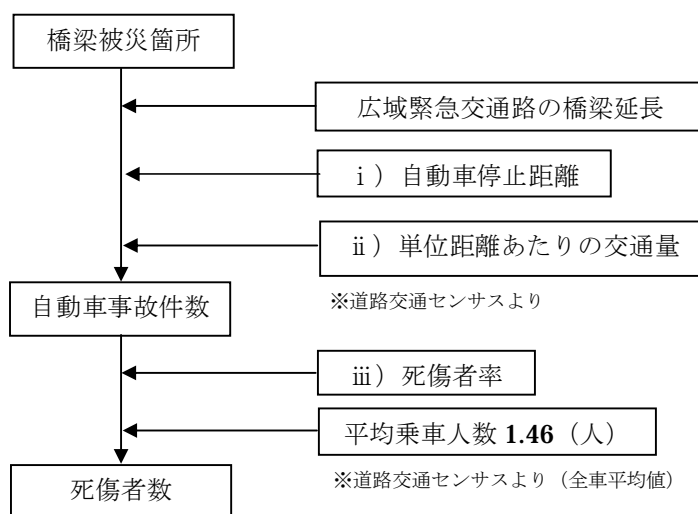 橋梁被災箇所
広域緊急交通路の橋梁延長
ⅰ）自動車停止距離
ⅱ）単位距離あたりの交通量
自動車事故件数
※道路交通センサスより
ⅲ）死傷者率
平均乗車人数 1.46（人）
死傷者数
※道路交通センサスより（全車平均値）